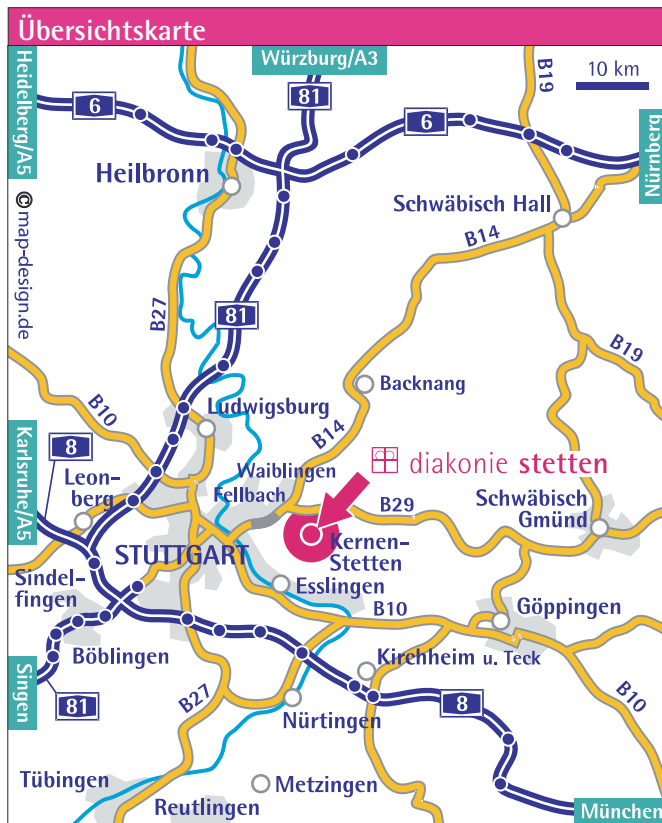 Übersichtskarte
Heidelberg/A5
Würzburg/A3
B19
10 km
81
6
6
Nürnberg
Heilbronn
Schwäbisch Hall
B14
© map-design.de
B27
81
B19
B10
Backnang
Ludwigsburg
B14
Karlsruhe/A5
8
Leon-
berg
Waiblingen
Fellbach
diakonie stetten
B29
Schwäbisch
Gmünd
STUTTGART
Kernen-
Stetten
Sindel-
fingen
Esslingen
B10
Göppingen
Böblingen
Kirchheim u. Teck
Singen
81
B27
Nürtingen
8
B10
Tübingen
Metzingen
Reutlingen
München